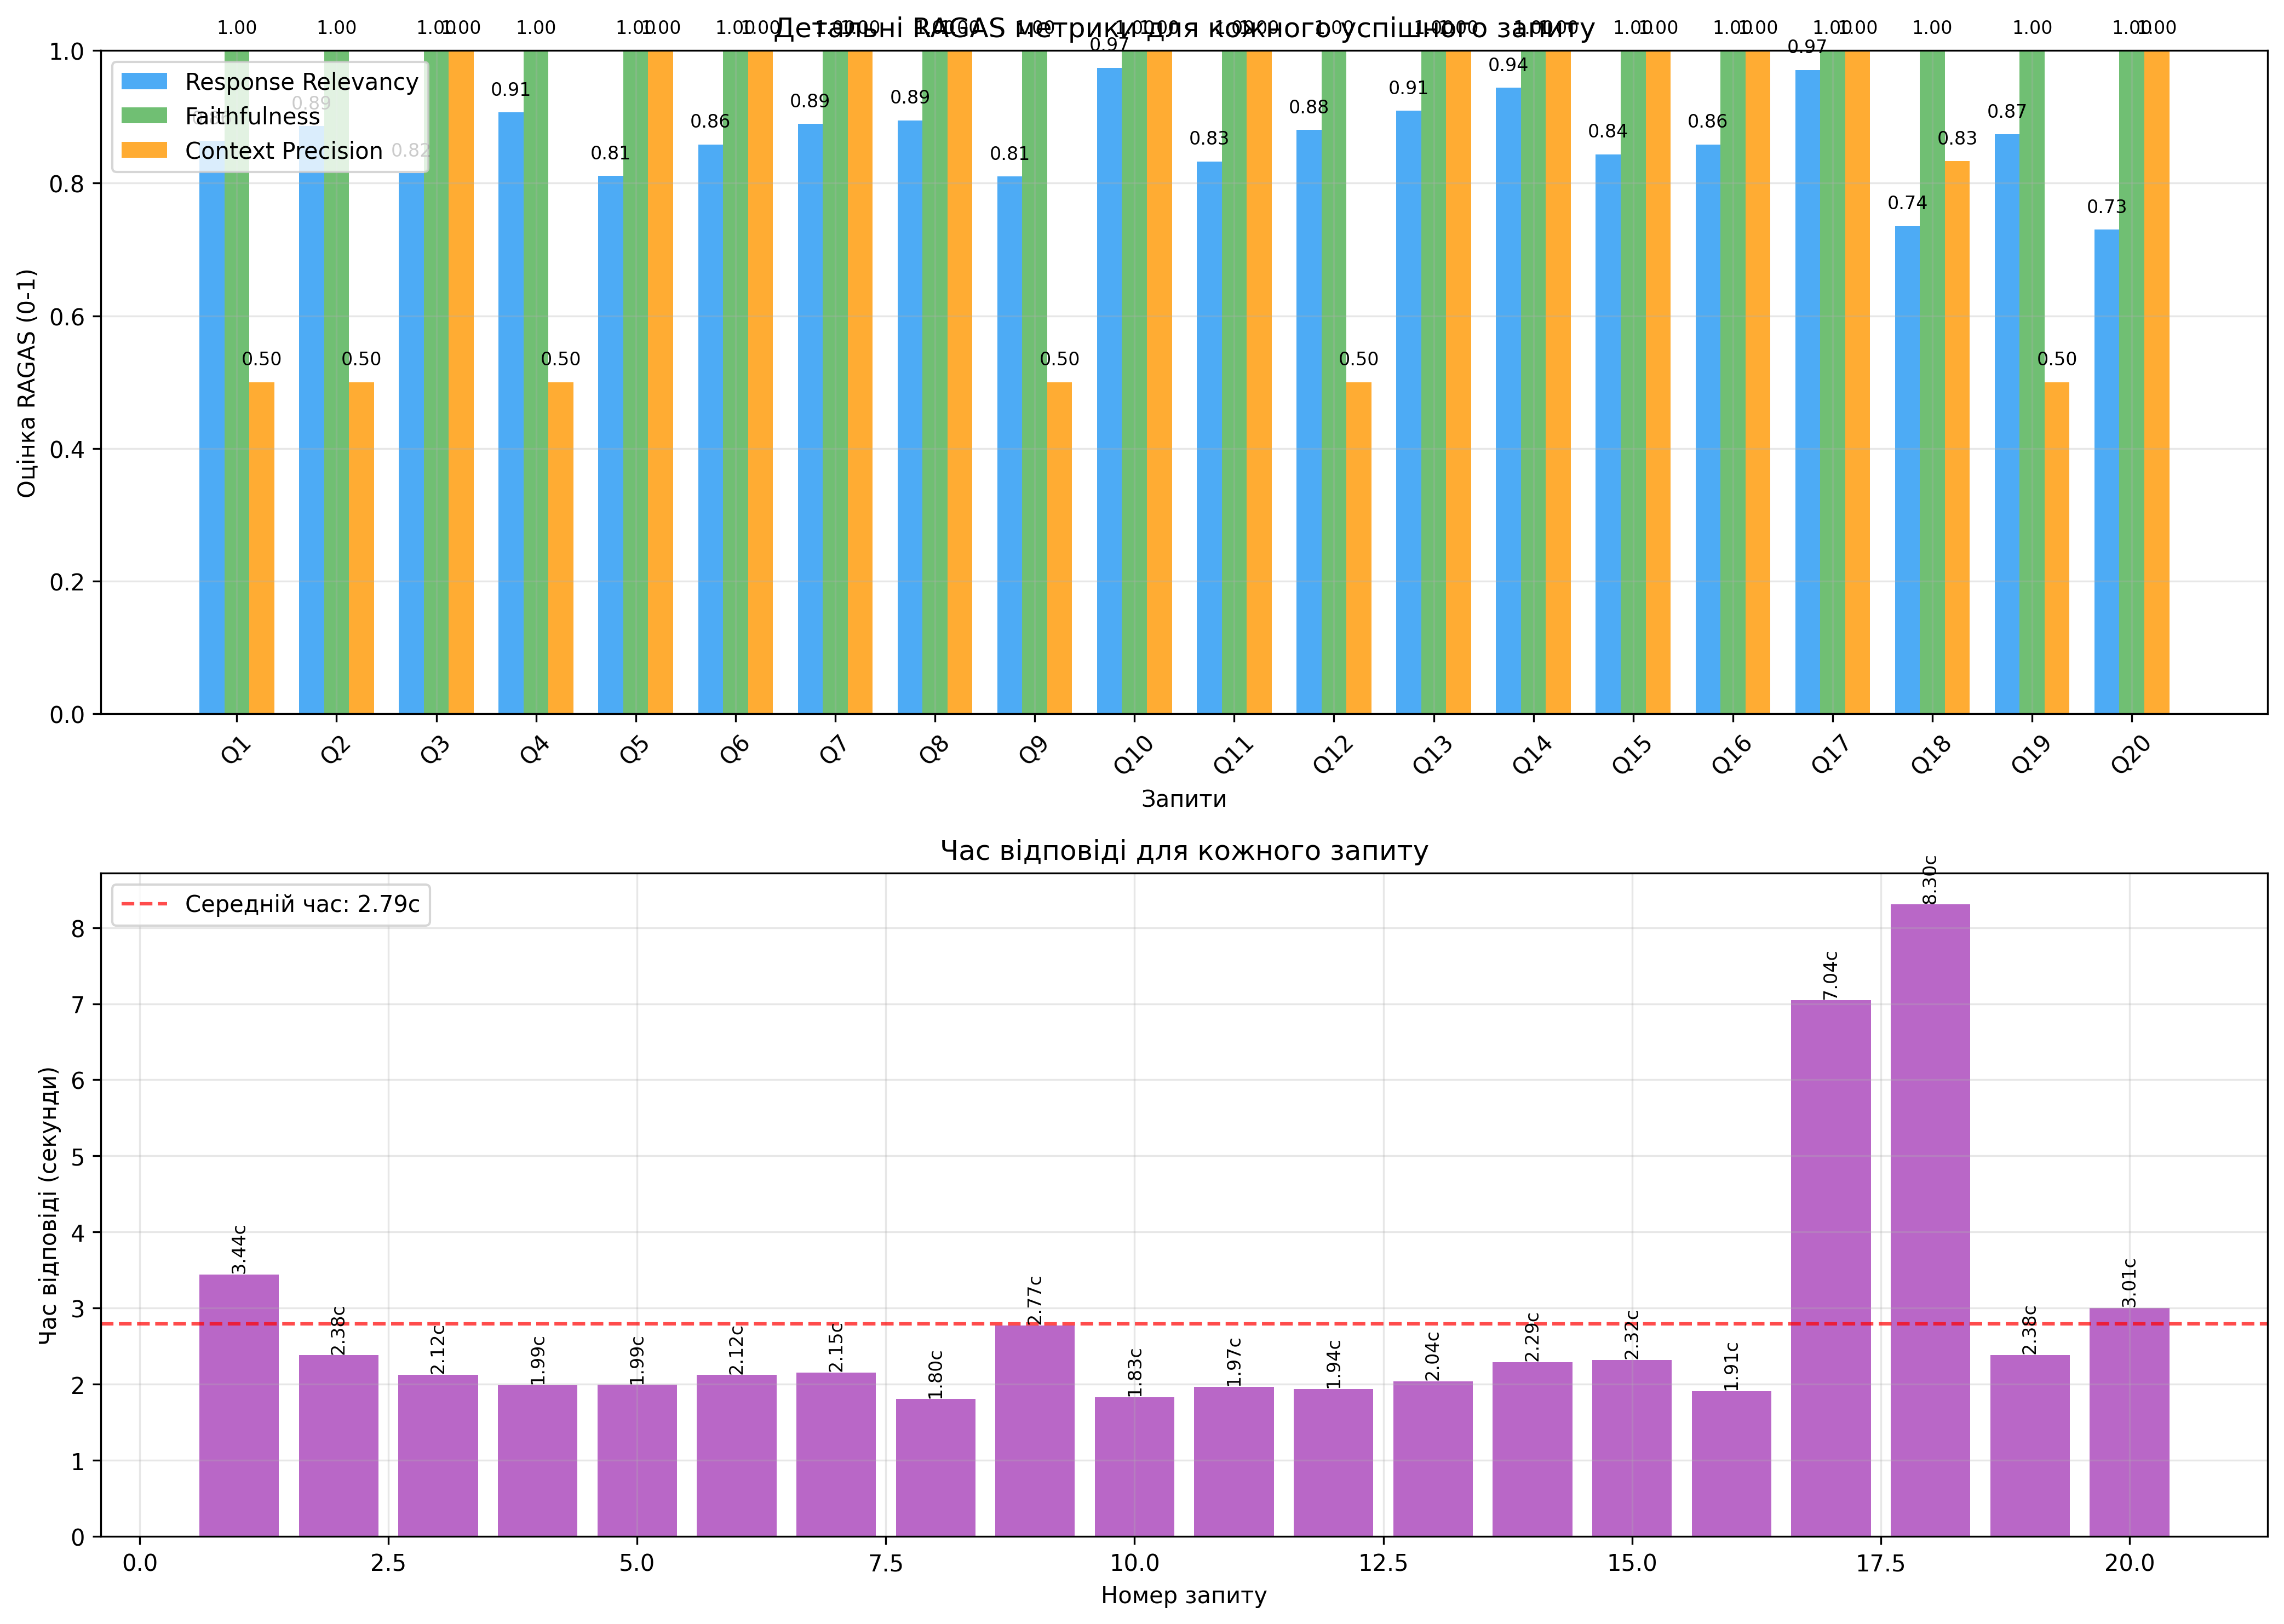 Детальні RAGAS метрики для кожного успішного запиту
1.00 1.00 1.00 1.00 1.00 1.00 1.00 1.00 1.00 1.00 1.00 1.00 1.00 1.00 1.00 1.00 1.00 1.00 1.00 1.00 1.00 1.00 1.00 1.00 1.00 1.00 1.00 1.00 1.00 1.00 1.00 1.00 1.00
Response Relevancy
Faithfulness
Context Precision
0.89 0.82 0.91 0.81 0.86 0.89 0.89 0.81 0.97 0.83 0.88 0.91 0.94 0.84 0.86 0.97 0.74 0.83 0.87 0.73
0.50 0.50 0.50 0.50 0.50 0.50
1.0
0.8
0.6
0.4
0.2
0.0
Оцінка RAGAS (0-1)
Q1 Q2 Q3 Q4 Q5 Q6 Q7 Q8 Q9 Q10 Q11 Q12 Q13 Q14 Q15 Q16 Q17 Q18 Q19 Q20
Запити
Час відповіді для кожного запиту
Середній час: 2.79с
3.44с 2.38с 2.12с 1.99с 1.99с 2.12с 2.15с 1.80с 2.77с 1.83с 1.97с 1.94с 2.04с 2.29с 2.32с 1.91с 7.04с 8.30с 2.38с 3.01с
8
7
6
5
4
3
2
1
0
Час відповіді (секунди)
0.0 2.5 5.0 7.5 10.0 12.5 15.0 17.5 20.0
Номер запиту